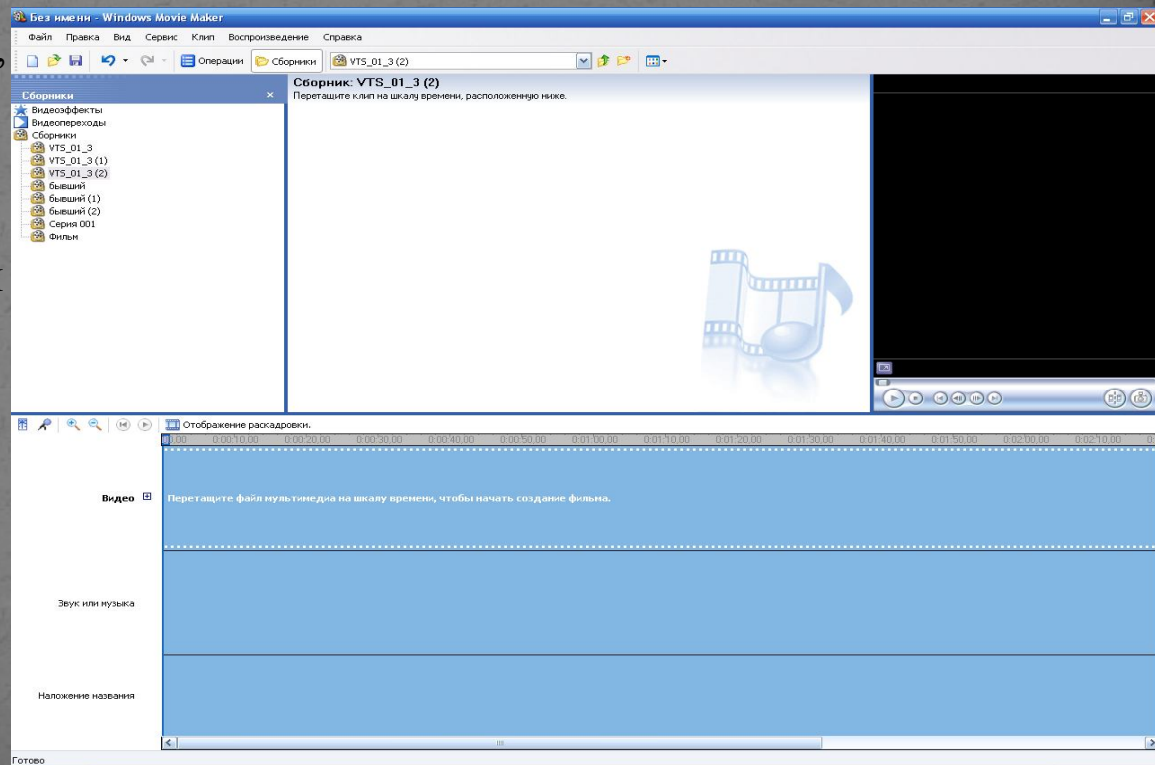 Без имени - Windows Movie Maker
Файл Правка Вид Сервис Клип Воспроизведение Справка
Операции Сборники VTS_01_3 (2)
Сборники
Видеоэффекты
Видеопереходы
Сборники
VTS_01_3
VTS_01_3 (1)
VTS_01_3 (2)
бывший
бывший (1)
бывший (2)
Серия 001
Фильм
Сборник: VTS_01_3 (2)
Перетащите клип на шкалу времени, расположенную ниже.
Отображение раскадровки.
0:00:10,00 0:00:20,00 0:00:30,00 0:00:40,00 0:00:50,00 0:01:00,00 0:01:10,00 0:01:20,00 0:01:30,00 0:01:40,00 0:01:50,00 0:02:00,00 0:02:10,00
Видео
Перетащите файл мультимедиа на шкалу времени, чтобы начать создание фильма.
Звук или музыка
Наложение названия
Готово